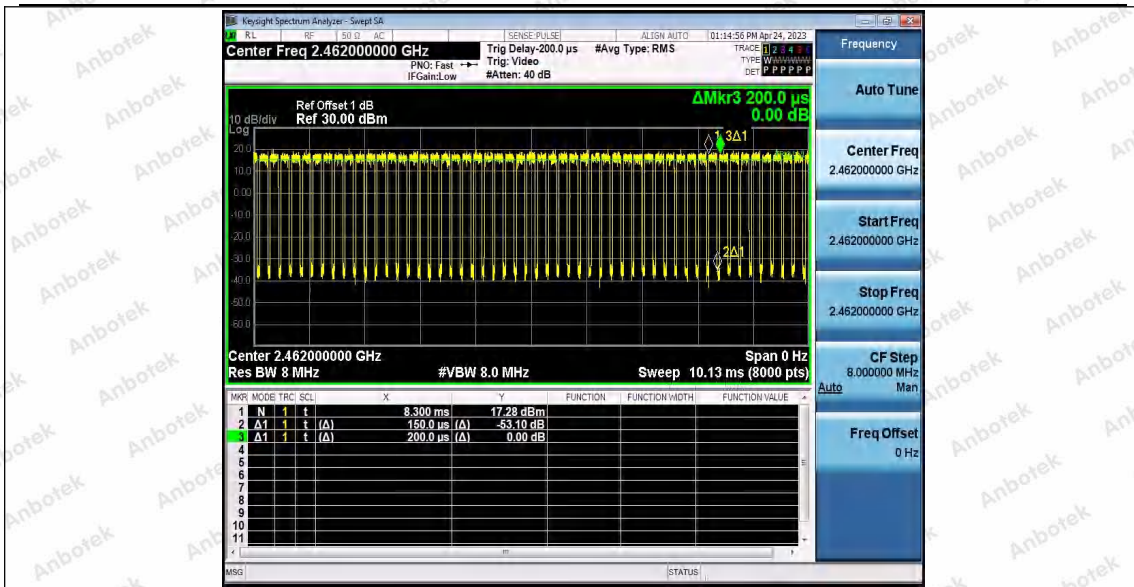 Keysight Spectrum Analyzer - Swept SA
RL RF 50 Ω AC SENSE:PULSE ALIGN AUTO 01:14:56 PM Apr 24, 2023
Center Freq 2.462000000 GHz
PNO: Fast
IFGain:Low
Trig Delay-200.0 µs
Trig: Video
#Atten: 40 dB
#Avg Type: RMS
TRACE 1 2 3 4 5 6
TYPE W
DET P P P P P P
Frequency
Auto Tune
Center Freq
2.462000000 GHz
Start Freq
2.462000000 GHz
Stop Freq
2.462000000 GHz
CF Step
8.000000 MHz
Auto Man
Freq Offset
0 Hz
ΔMkr3 200.0 µs
0.00 dB
Ref Offset 1 dB
10 dB/div Ref 30.00 dBm
Log
20.0
10.0
0.00
-10.0
-20.0
-30.0
-40.0
-50.0
-60.0
1 3Δ1
2Δ1
Center 2.462000000 GHz Span 0 Hz
Res BW 8 MHz #VBW 8.0 MHz Sweep 10.13 ms (8000 pts)
MKR MODE TRC SCL X Y FUNCTION FUNCTION WIDTH FUNCTION VALUE
1 N 1 t 8.300 ms 17.28 dBm
2 Δ1 1 t (Δ) 150.0 µs (Δ) -53.10 dB
3 Δ1 1 t (Δ) 200.0 µs (Δ) 0.00 dB
4
5
6
7
8
9
10
11
MSG STATUS
Anbotek